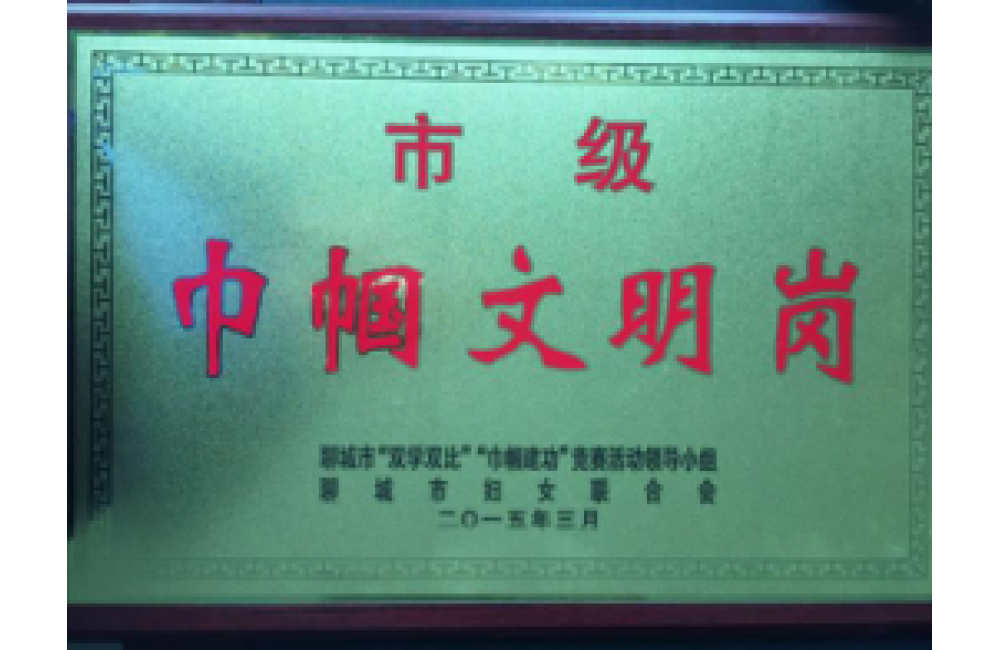 市级
巾帼文明岗
聊城市“双学双比”“巾帼建功”竞赛活动领导小组
聊城市妇女联合会
二〇一五年三月